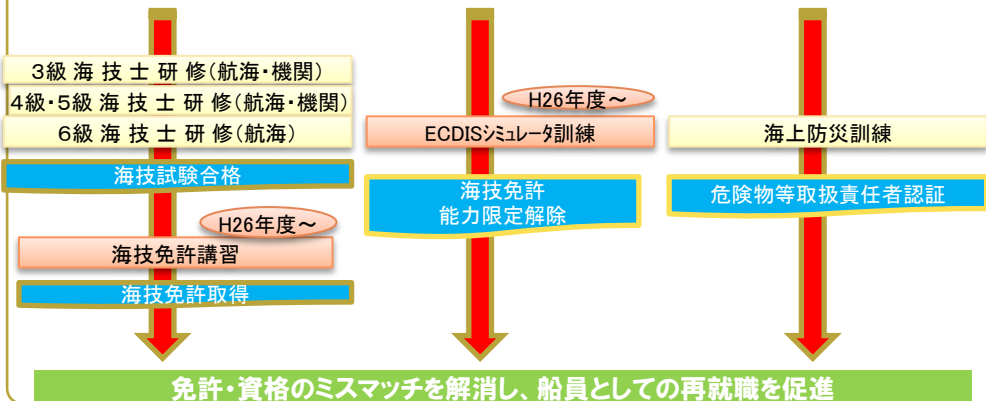 3級 海 技 士 研 修(航海・機関)
4級・5級 海 技 士 研 修(航海・機関)
6級 海 技 士 研 修(航海)
海技試験合格
H26年度～
海技免許講習
海技免許取得
H26年度～
ECDISシミュレータ訓練
海技免許
能力限定解除
海上防災訓練
危険物等取扱責任者認証
免許・資格のミスマッチを解消し、船員としての再就職を促進